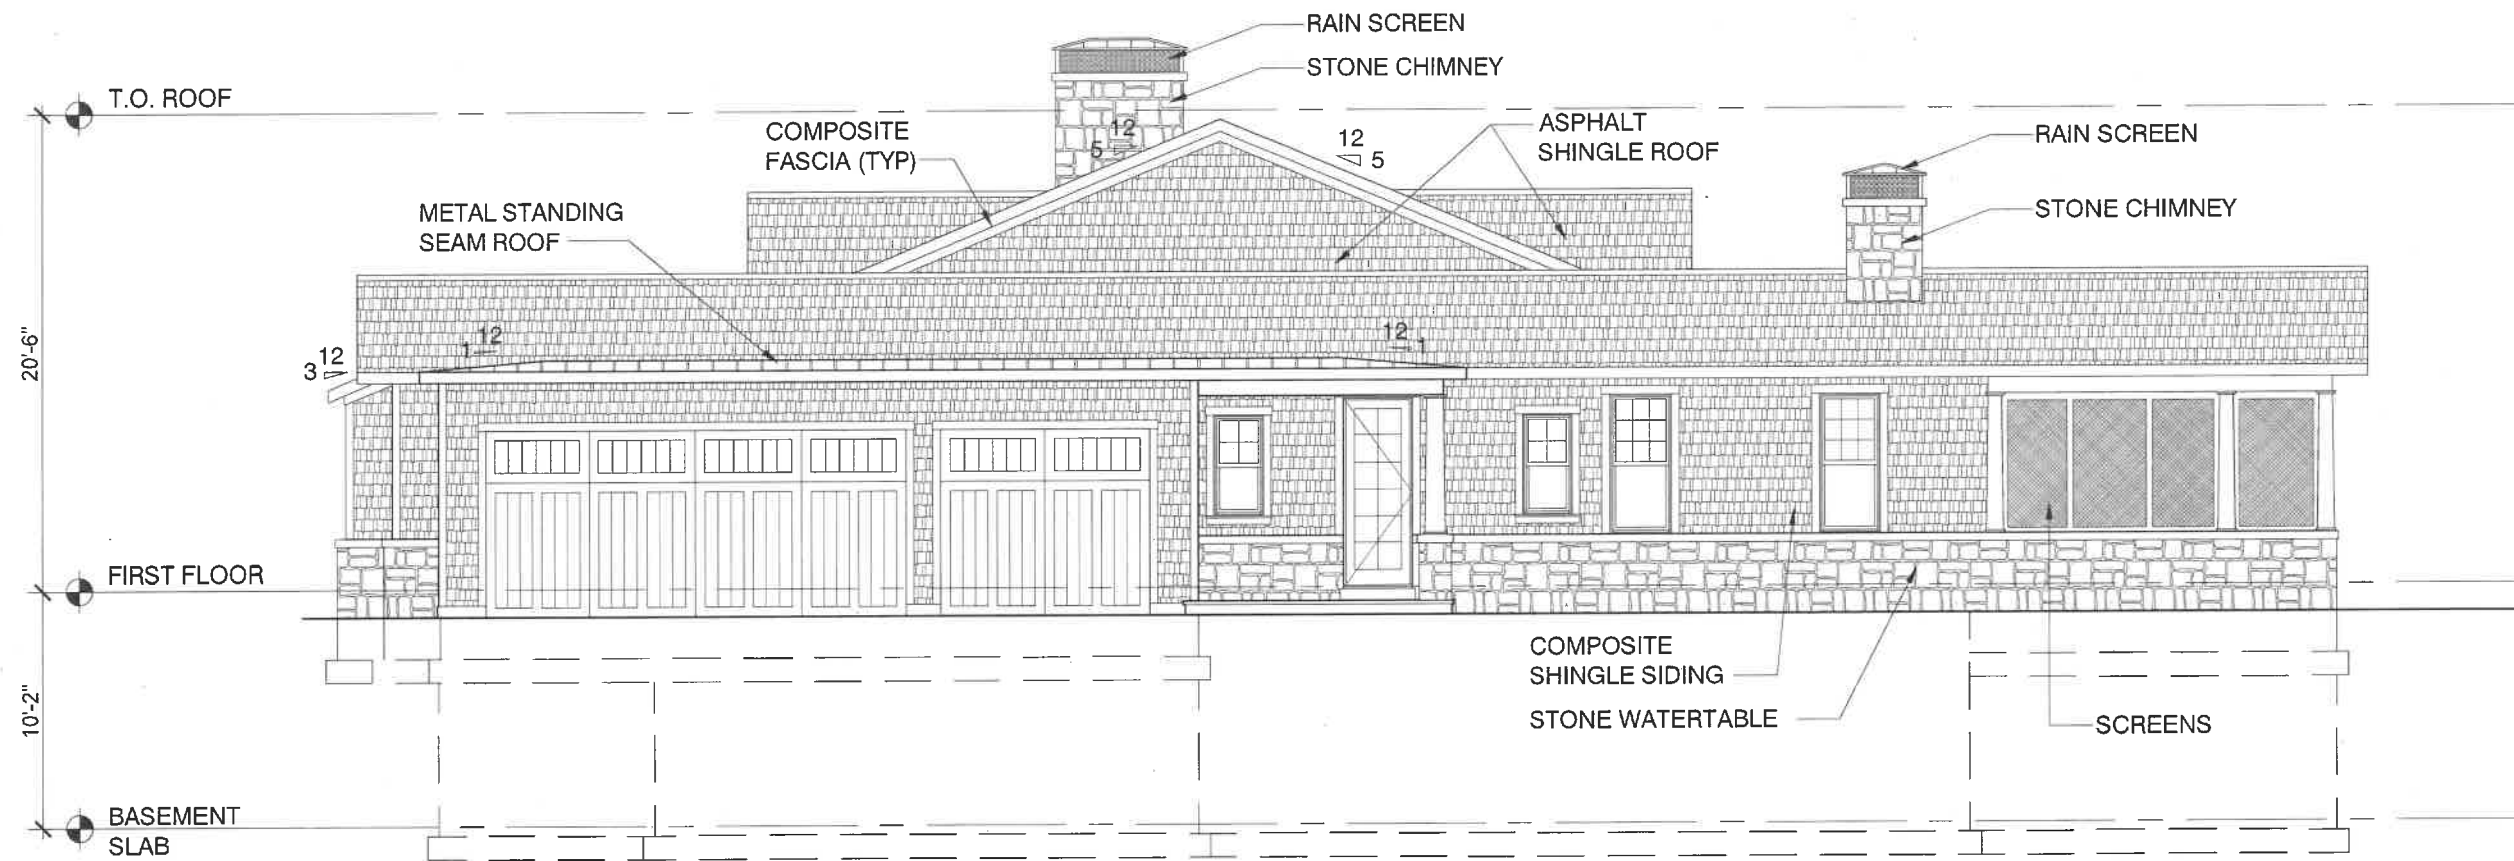 RAIN SCREEN
STONE CHIMNEY
T.O. ROOF
COMPOSITE
FASCIA (TYP)
12
5
12
5
ASPHALT
SHINGLE ROOF
RAIN SCREEN
STONE CHIMNEY
METAL STANDING
SEAM ROOF
12
1
12
1
12
3
20'-6"
FIRST FLOOR
COMPOSITE
SHINGLE SIDING
STONE WATERTABLE
SCREENS
10'-2"
BASEMENT
SLAB